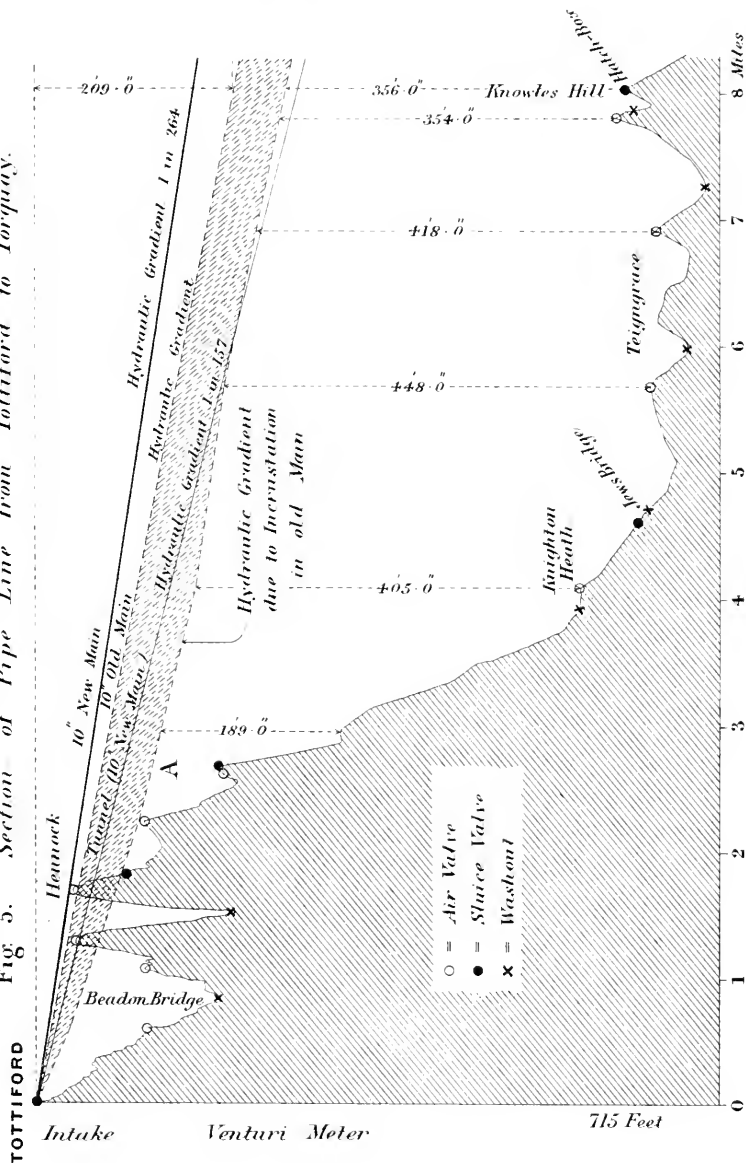 Fig. 5. Section of Pipe Line from Tottiford to Torquay.
TOTTIFORD
Hennock
10" New Main
10" Old Main
Tunnel (10" New Main)
Hydraulic Gradient 1 in 264
Hydraulic Gradient
Hydraulic Gradient 1 in 157
Hydraulic Gradient
due to Incrustation
in old Main
209'·0"
356'·0"
354'·0"
418'·0"
448'·0"
405'·0"
189'·0"
A
Intake
Venturi Meter
Beadon Bridge
Knighton
Heath
Jews Bridge
Teigngrace
Knowles Hill
Hatch-Box
○ = Air Valve
● = Sluice Valve
× = Washout
715 Feet
0 1 2 3 4 5 6 7 8 Miles